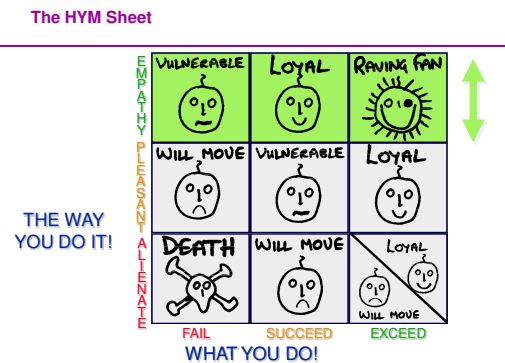 The HYM Sheet
EMPATHY
VULNERABLE
LOYAL
RAVING FAN
PLEASANT
WILL MOVE
VULNERABLE
LOYAL
THE WAY
YOU DO IT!
ALIENATE
DEATH
WILL MOVE
LOYAL
WILL MOVE
FAIL
SUCCEED
EXCEED
WHAT YOU DO!